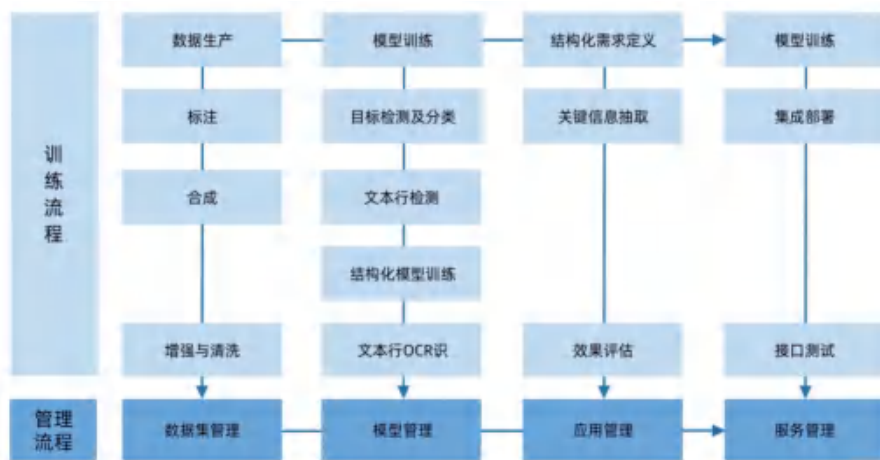 训练流程
数据生产
模型训练
结构化需求定义
模型训练
标注
目标检测及分类
关键信息抽取
集成部署
合成
文本行检测
结构化模型训练
增强与清洗
文本行OCR识
效果评估
接口测试
管理
流程
数据集管理
模型管理
应用管理
服务管理